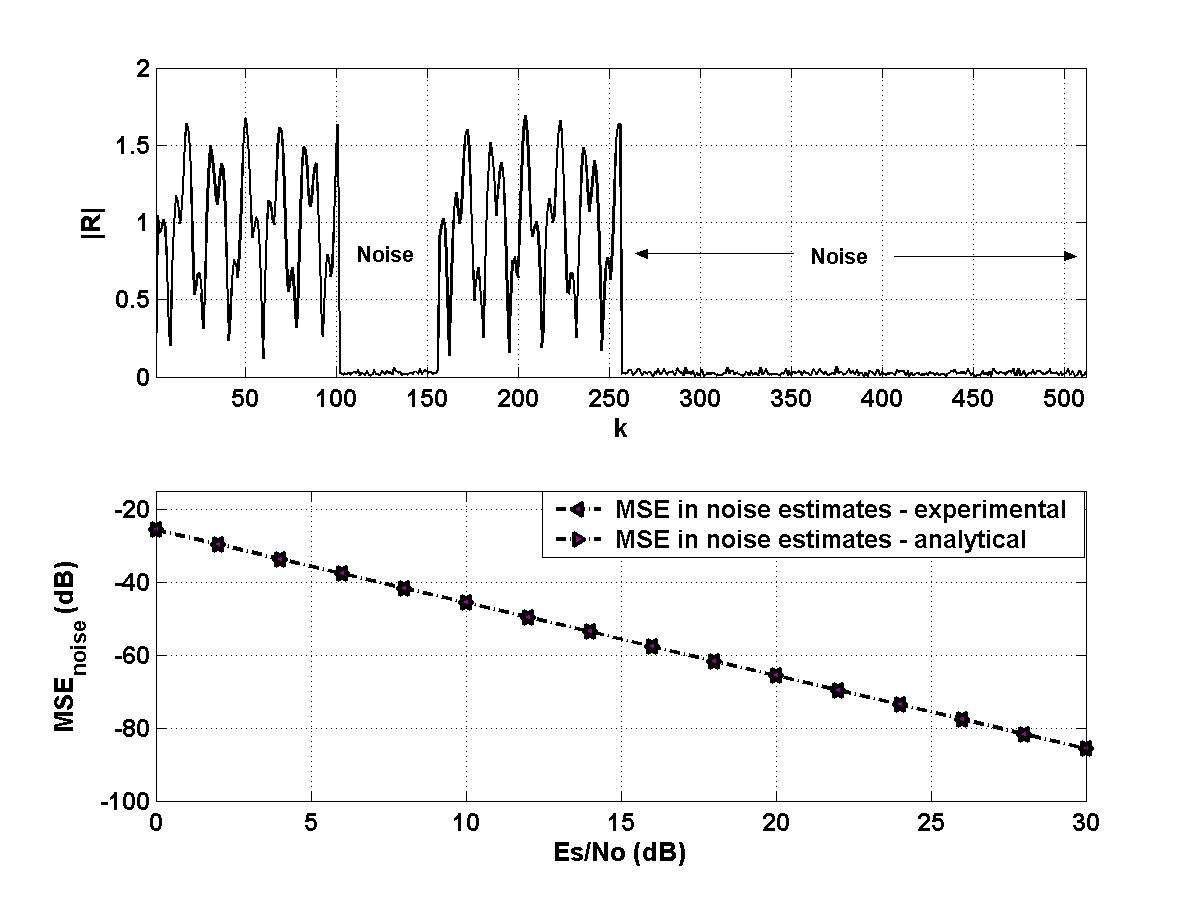 2
1.5
1
0.5
0
|R|
Noise
Noise
50 100 150 200 250 300 350 400 450 500
k
-20
-40
-60
-80
-100
MSEnoise (dB)
MSE in noise estimates - experimental
MSE in noise estimates - analytical
0 5 10 15 20 25 30
Es/No (dB)